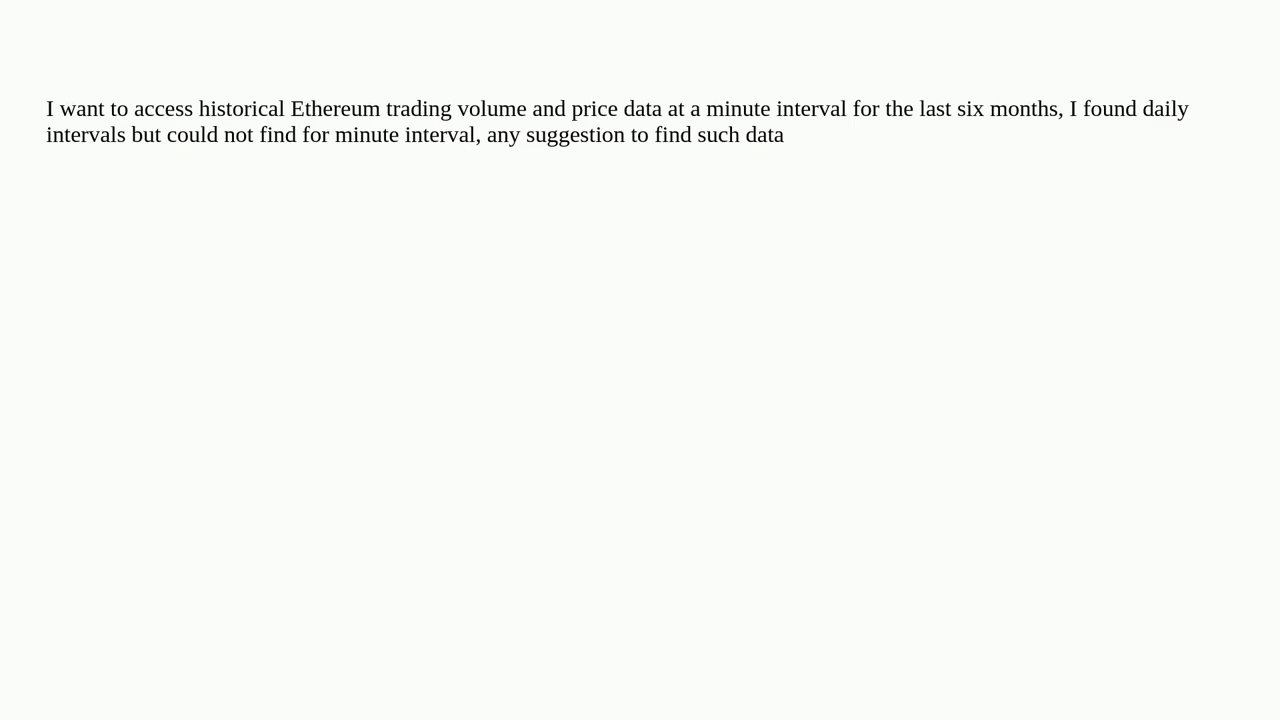 I want to access historical Ethereum trading volume and price data at a minute interval for the last six months, I found daily
intervals but could not find for minute interval, any suggestion to find such data